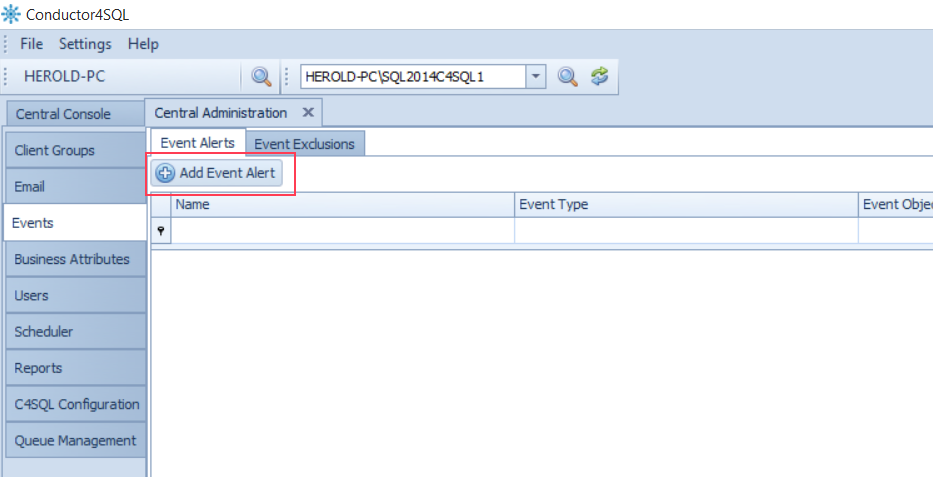 Conductor4SQL
File Settings Help
HEROLD-PC HEROLD-PC\SQL2014C4SQL1
Central Console Central Administration
Event Alerts Event Exclusions
Add Event Alert
Name Event Type Event Objec
Client Groups
Email
Events
Business Attributes
Users
Scheduler
Reports
C4SQL Configuration
Queue Management